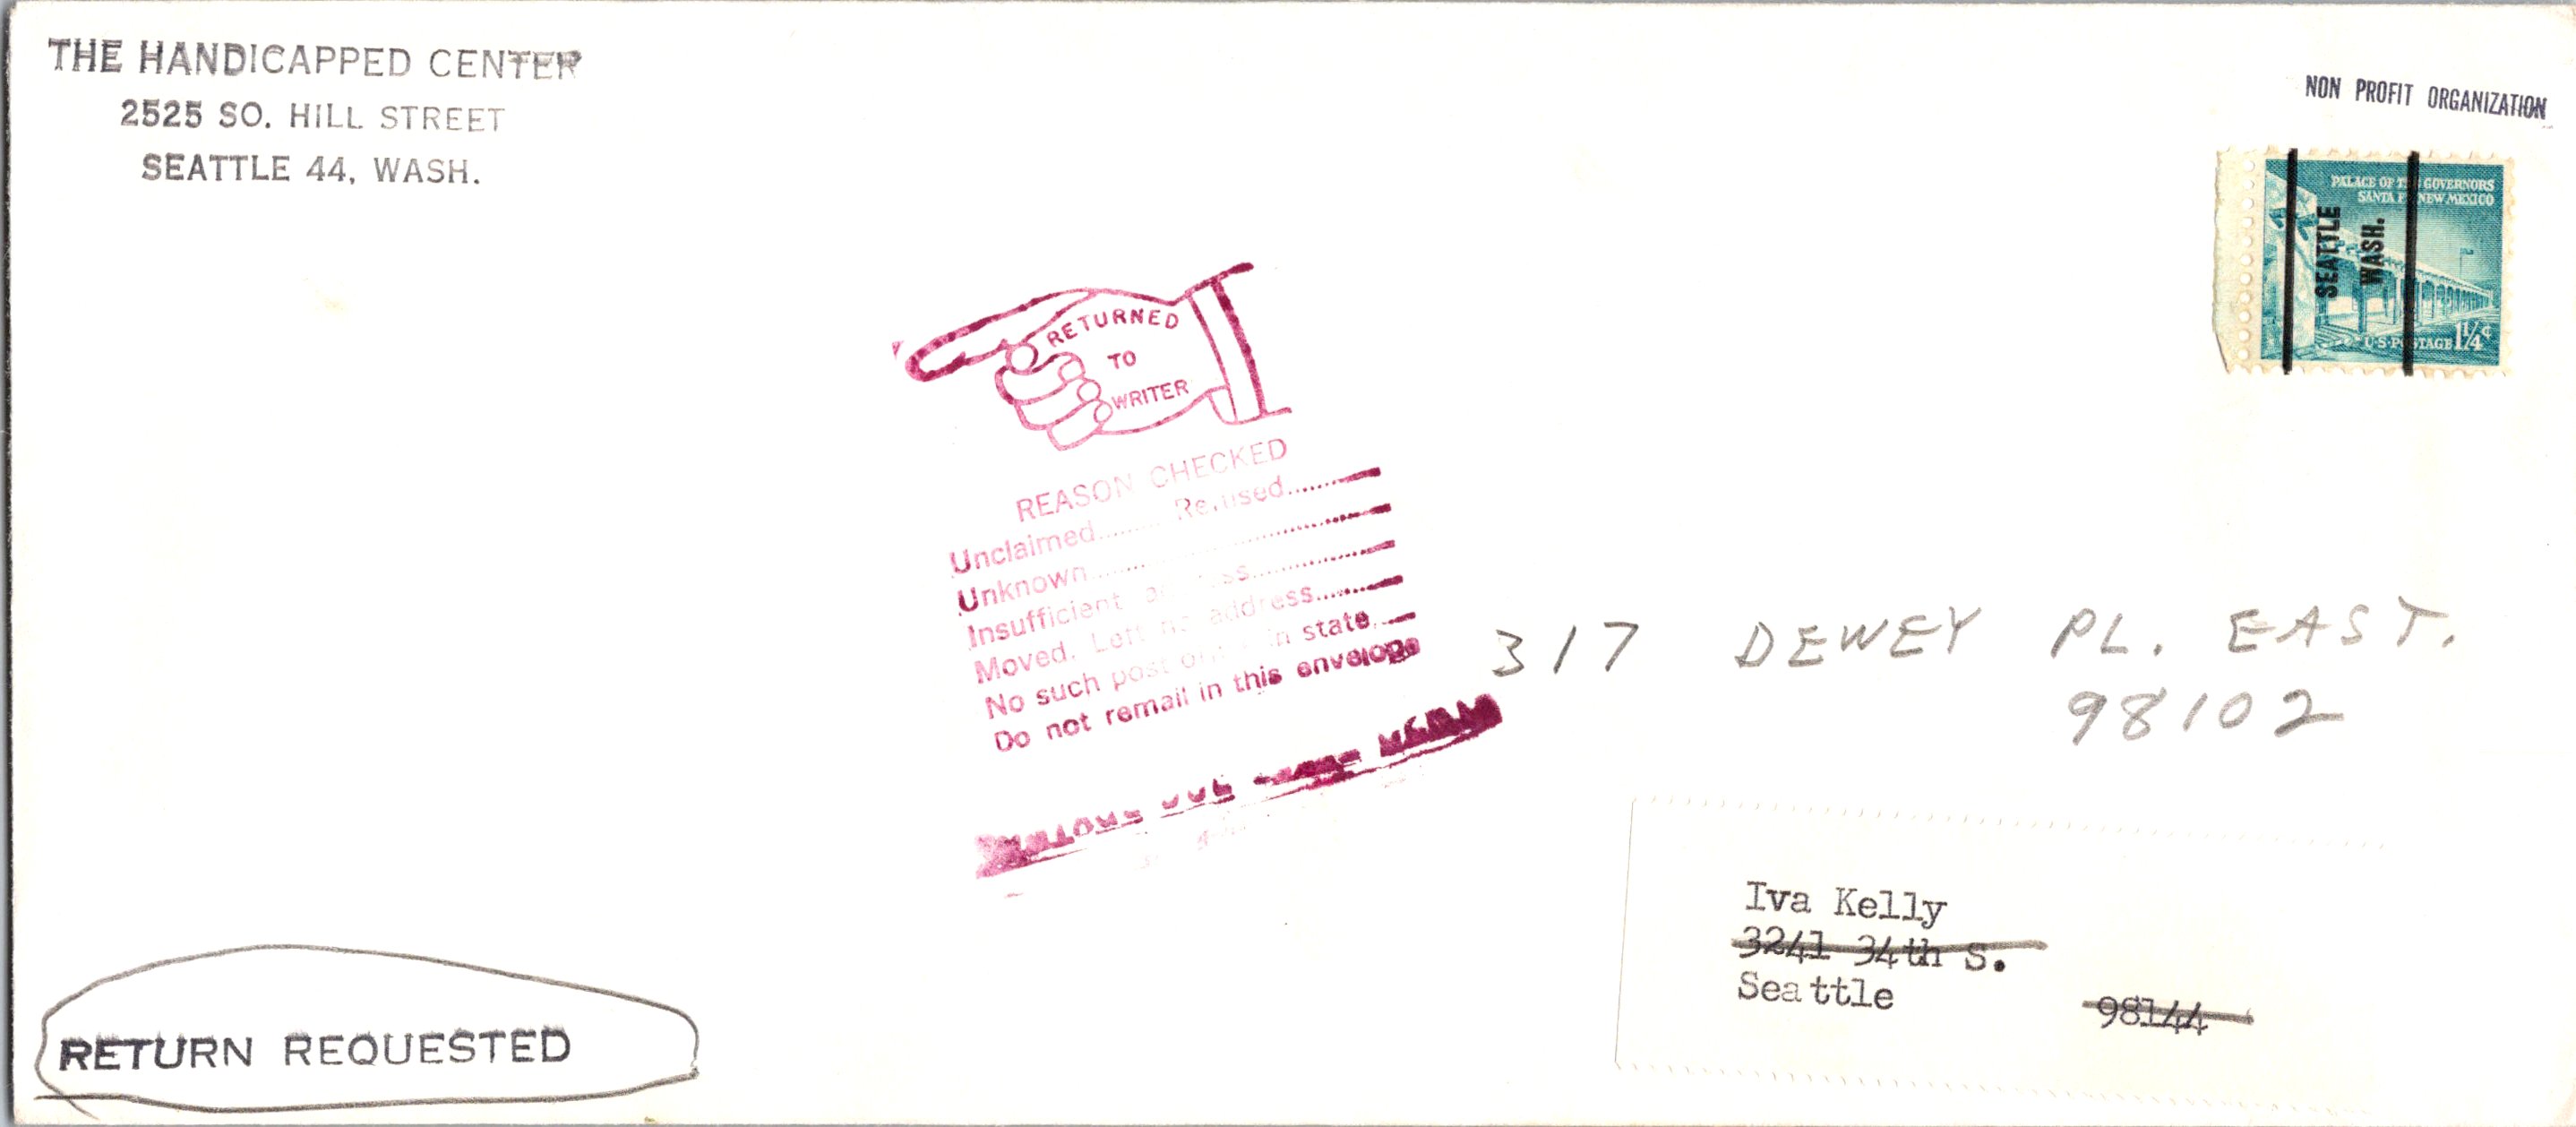 THE HANDICAPPED CENTER
2525 SO. HILL STREET
SEATTLE 44, WASH.
NON PROFIT ORGANIZATION
PALACE OF THE GOVERNORS
SANTA FE NEW MEXICO
SEATTLE
WASH.
U·S·POSTAGE 1¼¢
RETURNED
TO
WRITER
REASON CHECKED
Unclaimed........ Refused........
Unknown........
Insufficient address........
Moved. Left no address........
No such post office in state........
Do not remail in this envelope
317 DEWEY PL. EAST.
98102
Iva Kelly
3241 34th S.
Seattle 98144
RETURN REQUESTED